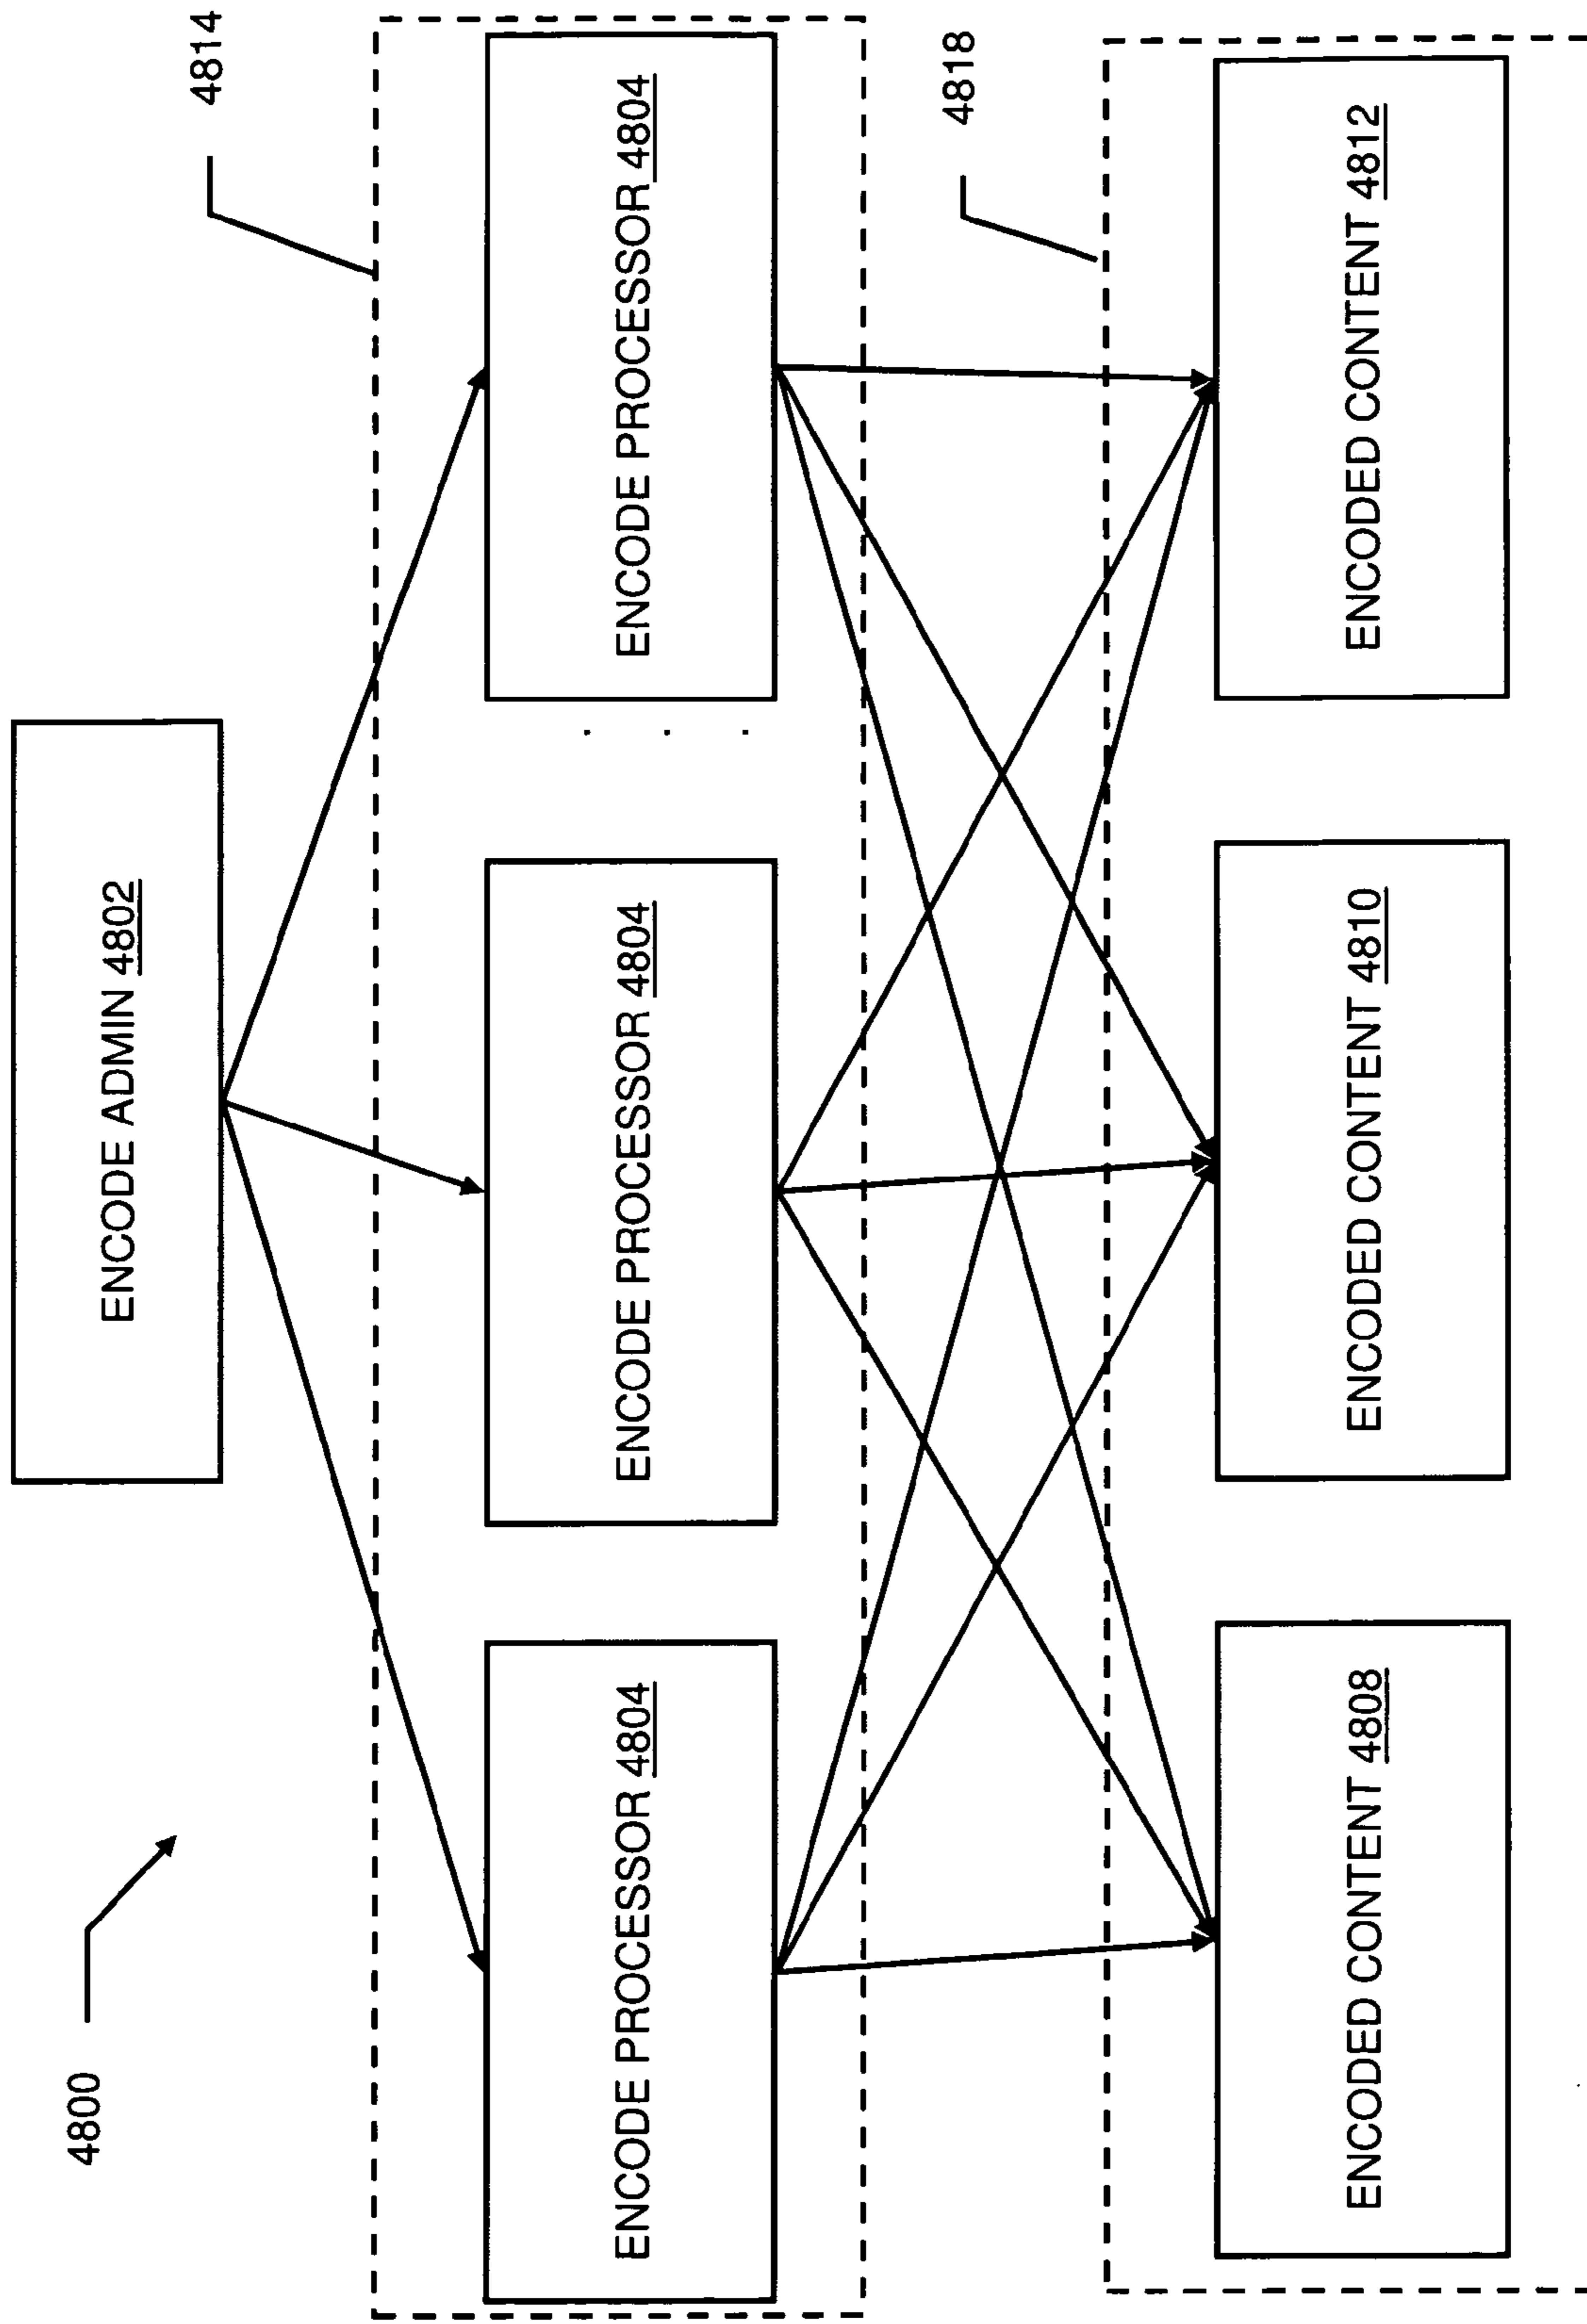 4800
ENCODE ADMIN 4802
4814
ENCODE PROCESSOR 4804
ENCODE PROCESSOR 4804
. . .
ENCODE PROCESSOR 4804
4818
ENCODED CONTENT 4808
ENCODED CONTENT 4810
ENCODED CONTENT 4812